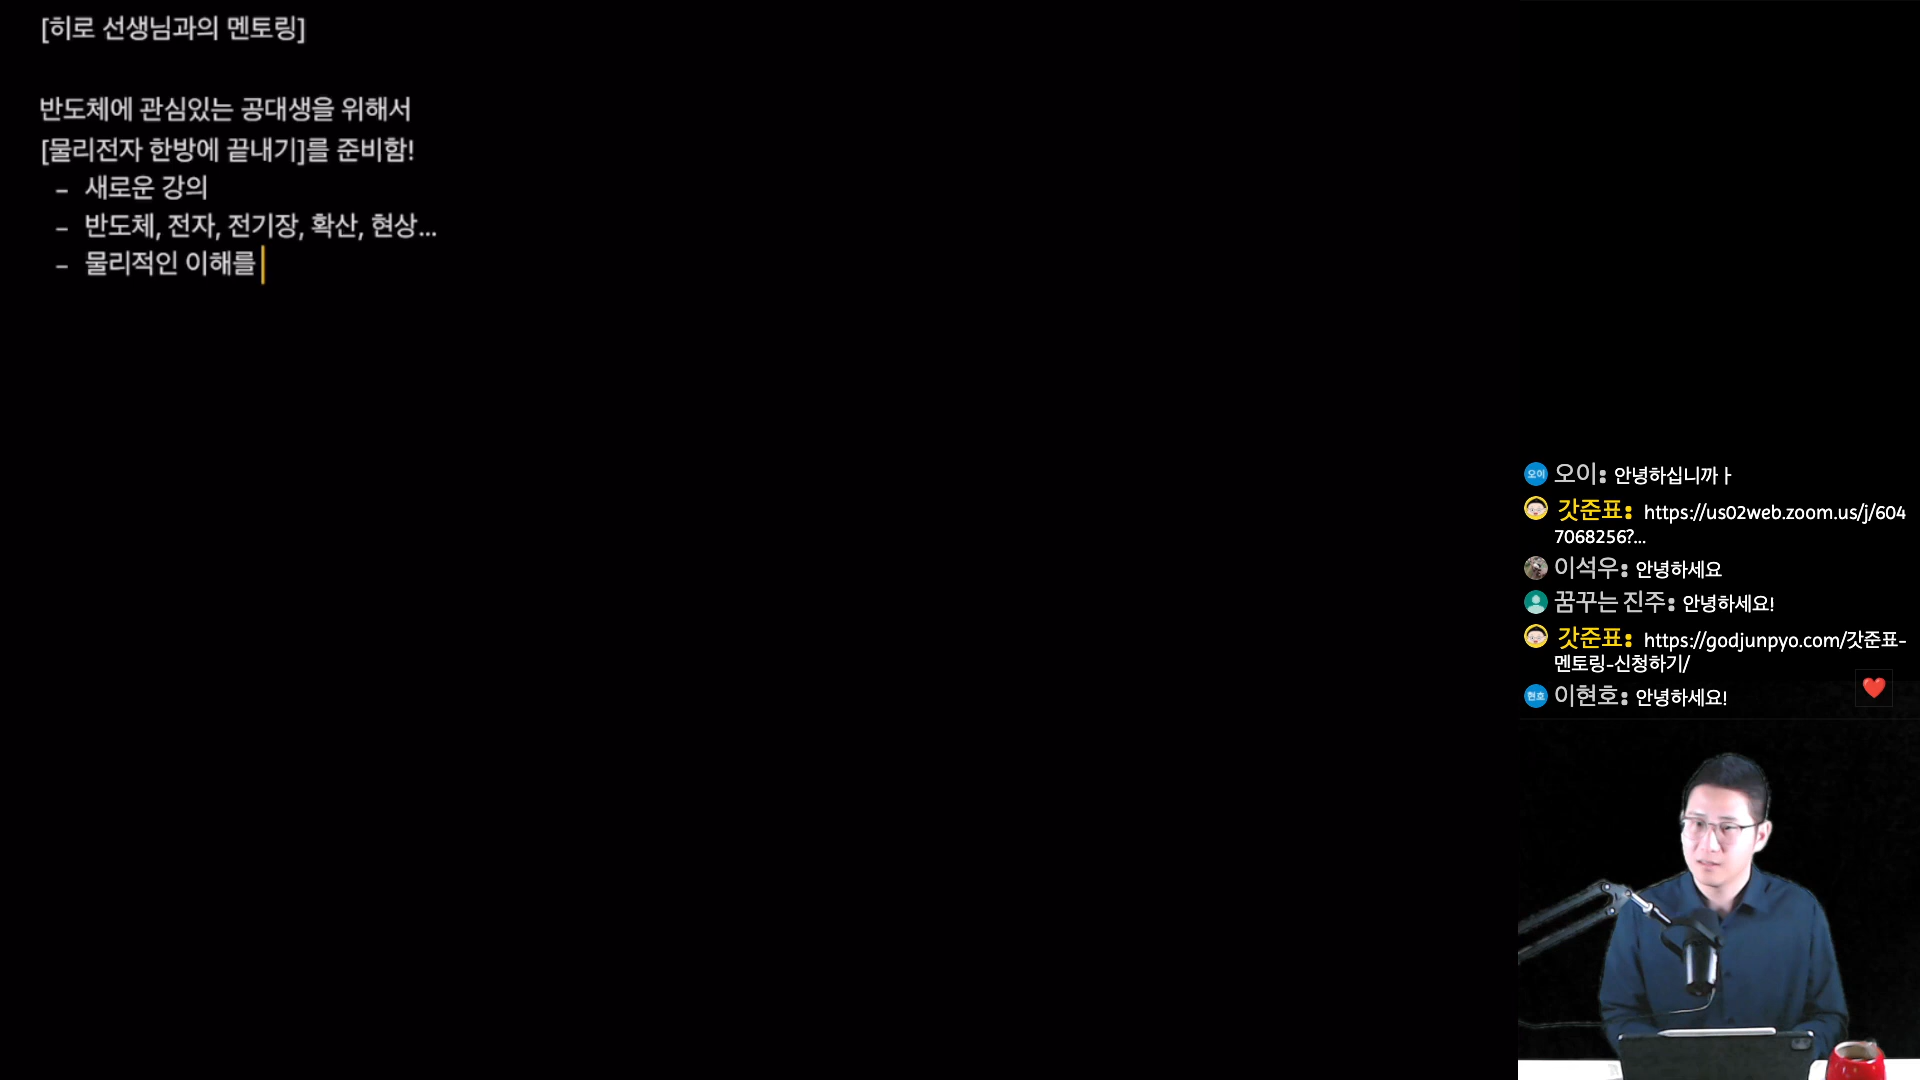 [히로 선생님과의 멘토링]
반도체에 관심있는 공대생을 위해서
[물리전자 한방에 끝내기]를 준비함!
– 새로운 강의
– 반도체, 전자, 전기장, 확산, 현상...
– 물리적인 이해를
오이 오이: 안녕하십니까ㅏ
갓준표: https://us02web.zoom.us/j/604
7068256?...
이석우: 안녕하세요
꿈꾸는 진주: 안녕하세요!
갓준표: https://godjunpyo.com/갓준표-
멘토링-신청하기/
현호 이현호: 안녕하세요!